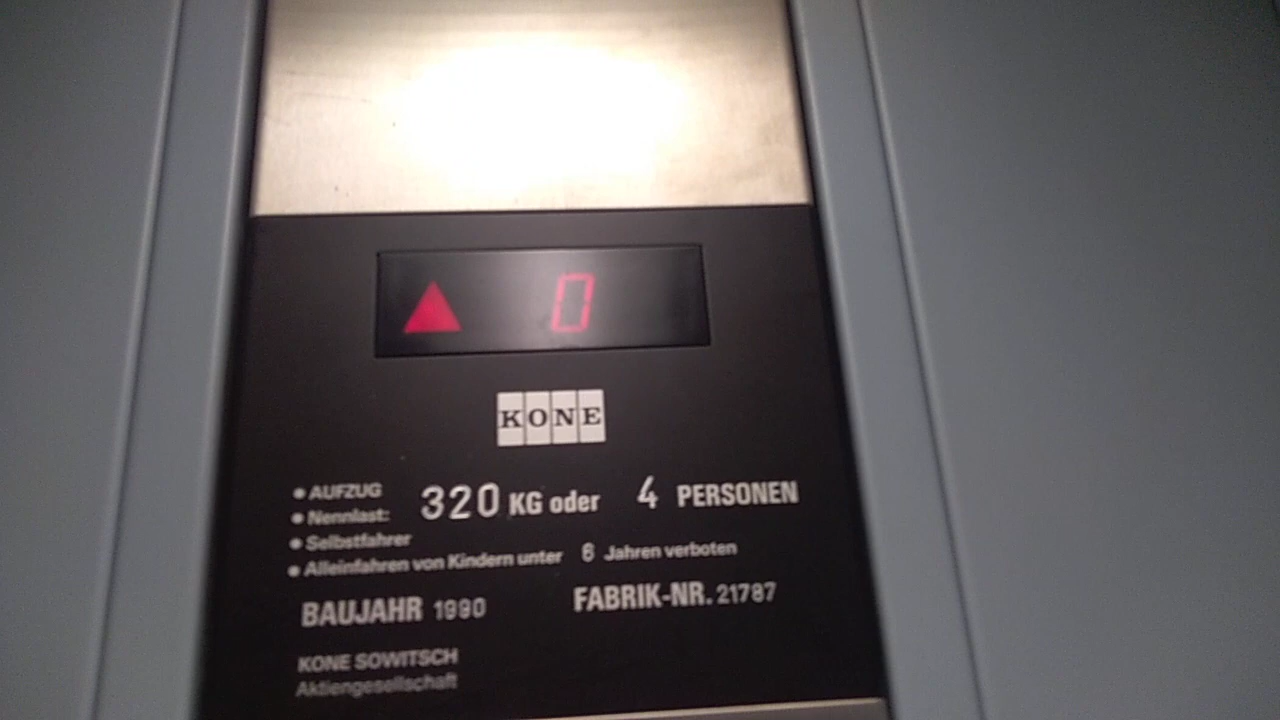 0
KONE
• AUFZUG
• Nennlast: 320 KG oder 4 PERSONEN
• Selbstfahrer
• Alleinfahren von Kindern unter 6 Jahren verboten
BAUJAHR 1990 FABRIK-NR. 21787
KONE SOWITSCH
Aktiengesellschaft